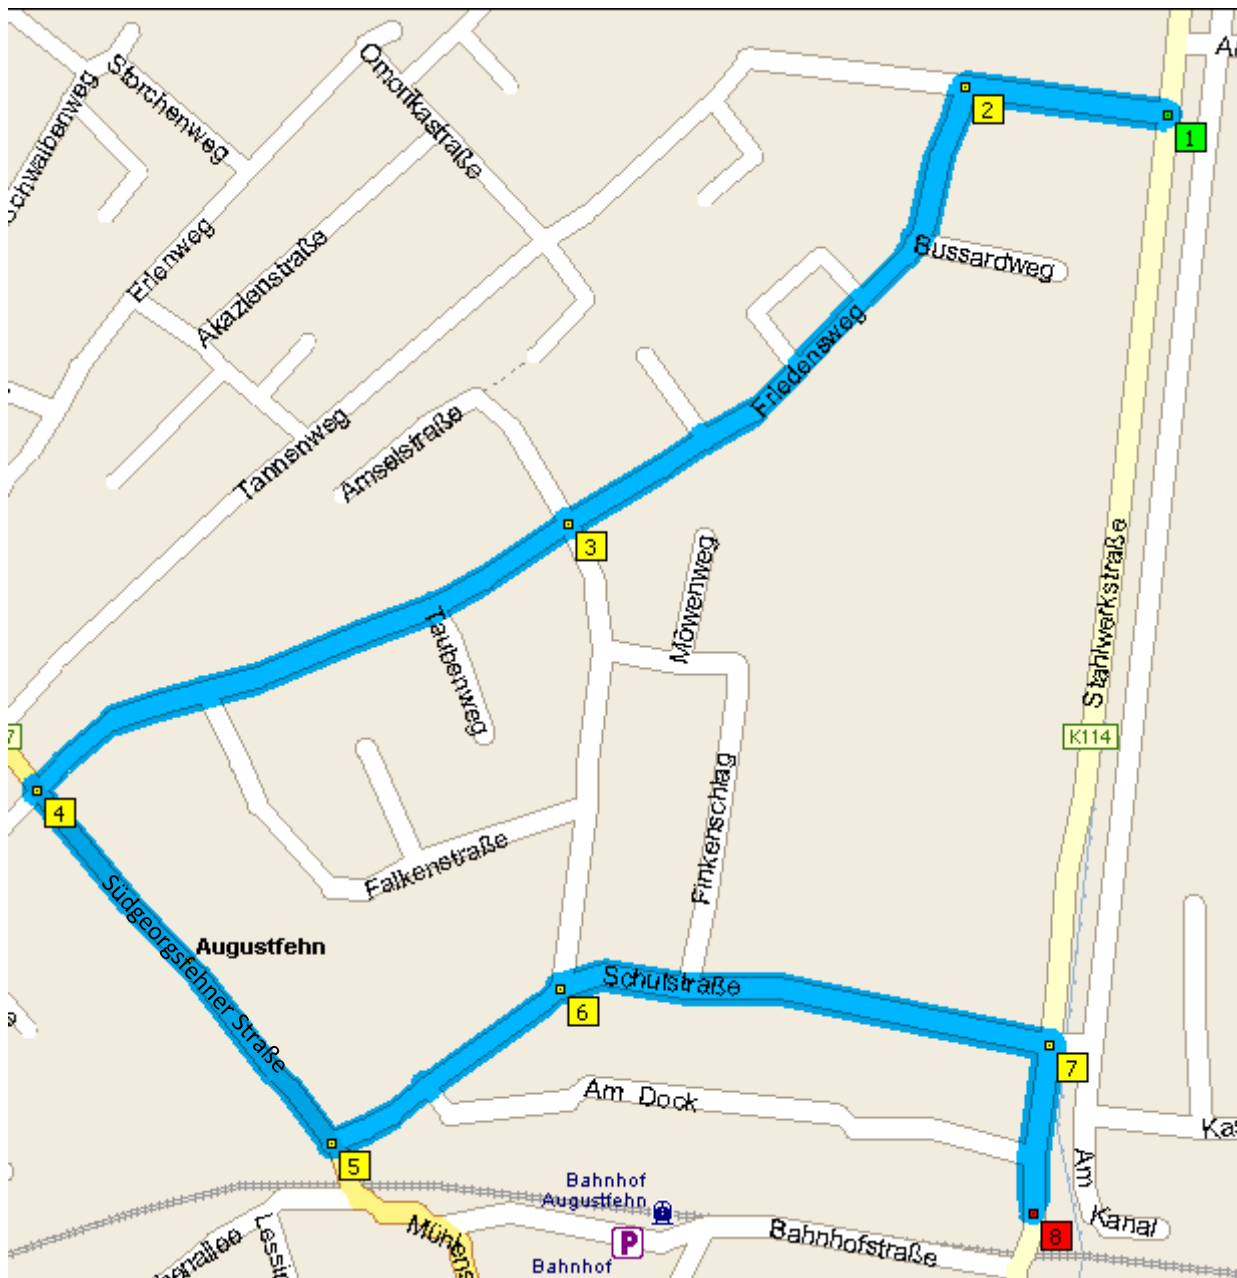 Storchenweg
Omorikastraße
2
1
Erlenweg
Akazienstraße
Bussardweg
Friedensweg
Tannenweg
Amselstraße
3
Möwenweg
Taubenweg
Stahlwerkstraße
7
K114
4
Falkenstraße
Finkenschlag
Südgeorgsfehner Straße
Augustfehn
Schulstraße
6
7
Am Dock
5
Bahnhof
Augustfehn
Am
Kanal
8
P
Bahnhof
Bahnhofstraße